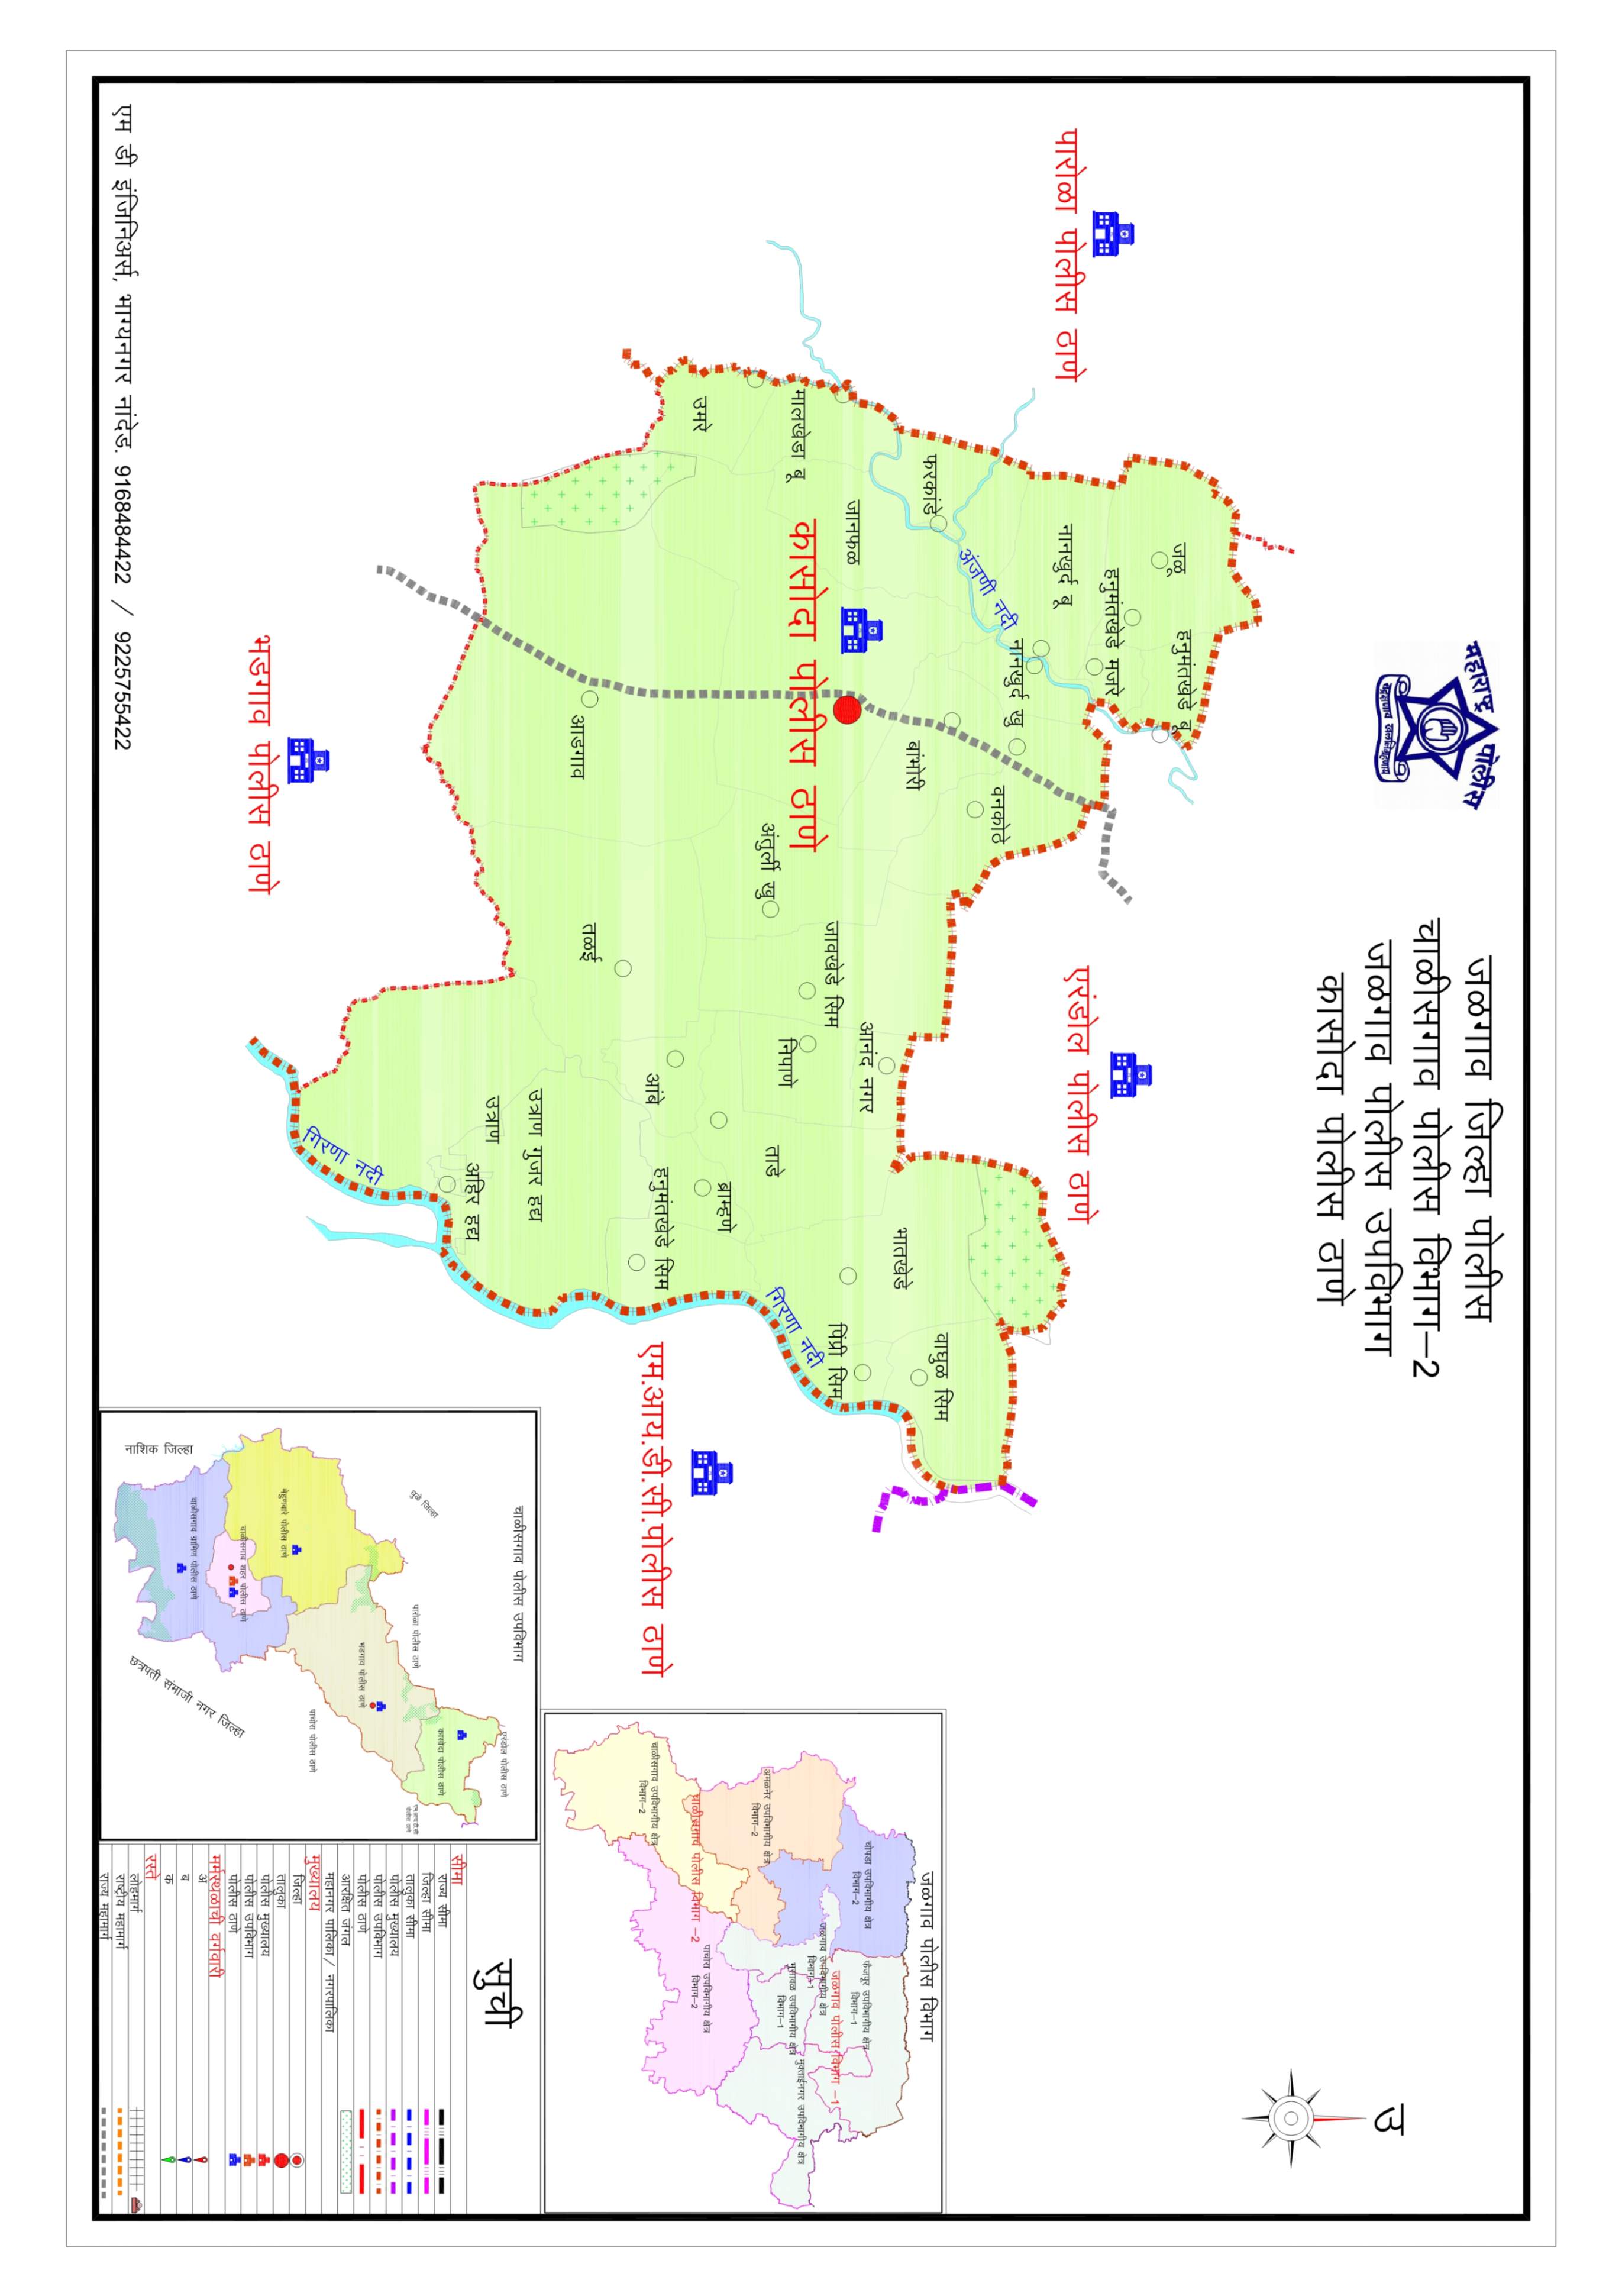 महाराष्ट्र पोलीस
सद्रक्षणाय खलनिग्रहणाय
जळगाव जिल्हा पोलीस
चाळीसगाव पोलीस विभाग–2
जळगाव पोलीस उपविभाग
कासोदा पोलीस ठाणे
उ
जळू
हनुमंतखेडे बू
हनुमंतखेडे मजरे
पारोळा पोलीस ठाणे
एरंडोल पोलीस ठाणे
नानखुर्द बू
नानखुर्द खु
अंजणी नदी
वनकोठे
फरकांडे
बांभोरी
वाघुळ सिम
भातखेडे
आनंद नगर
जानफळ
जावखेडे सिम
पिंप्री सिम
कासोदा पोलीस ठाणे
मालखेडा बू
निपाणे
गिरणा नदी
अंतुर्ली खु
ताडे
ब्राम्हणे
उमरे
आंबे
हनुमंतखेडे सिम
एम.आय.डी.सी.पोलीस ठाणे
तळई
आडगाव
उत्राण गुजर हद्य
उत्राण
अहिर हद्य
गिरणा नदी
भडगाव पोलीस ठाणे
एम डी इंजिनिअर्स, भाग्यनगर नांदेड. 9168484422 / 9225755422
जळगाव पोलीस विभाग
चोपडा उपविभागीय क्षेत्र
विभाग–2
फैजपूर उपविभागीय क्षेत्र
विभाग–1
जळगाव पोलीस विभाग –1
जळगाव उपविभागीय क्षेत्र
विभाग–1
मुक्ताईनगर उपविभागीय क्षेत्र
भूसावळ उपविभागीय क्षेत्र
विभाग–1
अमळनेर उपविभागीय क्षेत्र
विभाग–2
पाचोरा उपविभागीय क्षेत्र
विभाग–2
चाळीसगाव पोलीस विभाग –2
चाळीसगाव उपविभागीय क्षेत्र
विभाग–2
चाळीसगाव पोलीस उपविभाग
एरंडोल पोलीस ठाणे
कासोदा पोलीस ठाणे
धुळे जिल्हा
पारोळा पोलीस ठाणे
एम.आय.डी.सी
पोलीस ठाणे
भडगाव पोलीस ठाणे
पाचोरा पोलीस ठाणे
मेहुणबारे पोलीस ठाणे
चाळीसगाव शहर पोलीस ठाणे
चाळीसगाव ग्रामिण पोलीस ठाणे
नाशिक जिल्हा
छत्रपती संभाजी नगर जिल्हा
सुची
सीमा
राज्य सीमा
जिल्हा सीमा
तालुका सीमा
पोलीस मुख्यालय
पोलीस उपविभाग
पोलीस ठाणे
आरक्षित जंगल
महानगर पालिका/ नगरपालिका
मुख्यालय
जिल्हा
तालुका
पोलीस मुख्यालय
पोलीस उपविभाग
पोलीस ठाणे
मर्मस्थळाची वर्गवारी
अ
ब
क
रस्ते
लोहमार्ग
राष्ट्रीय महामार्ग
राज्य महामार्ग